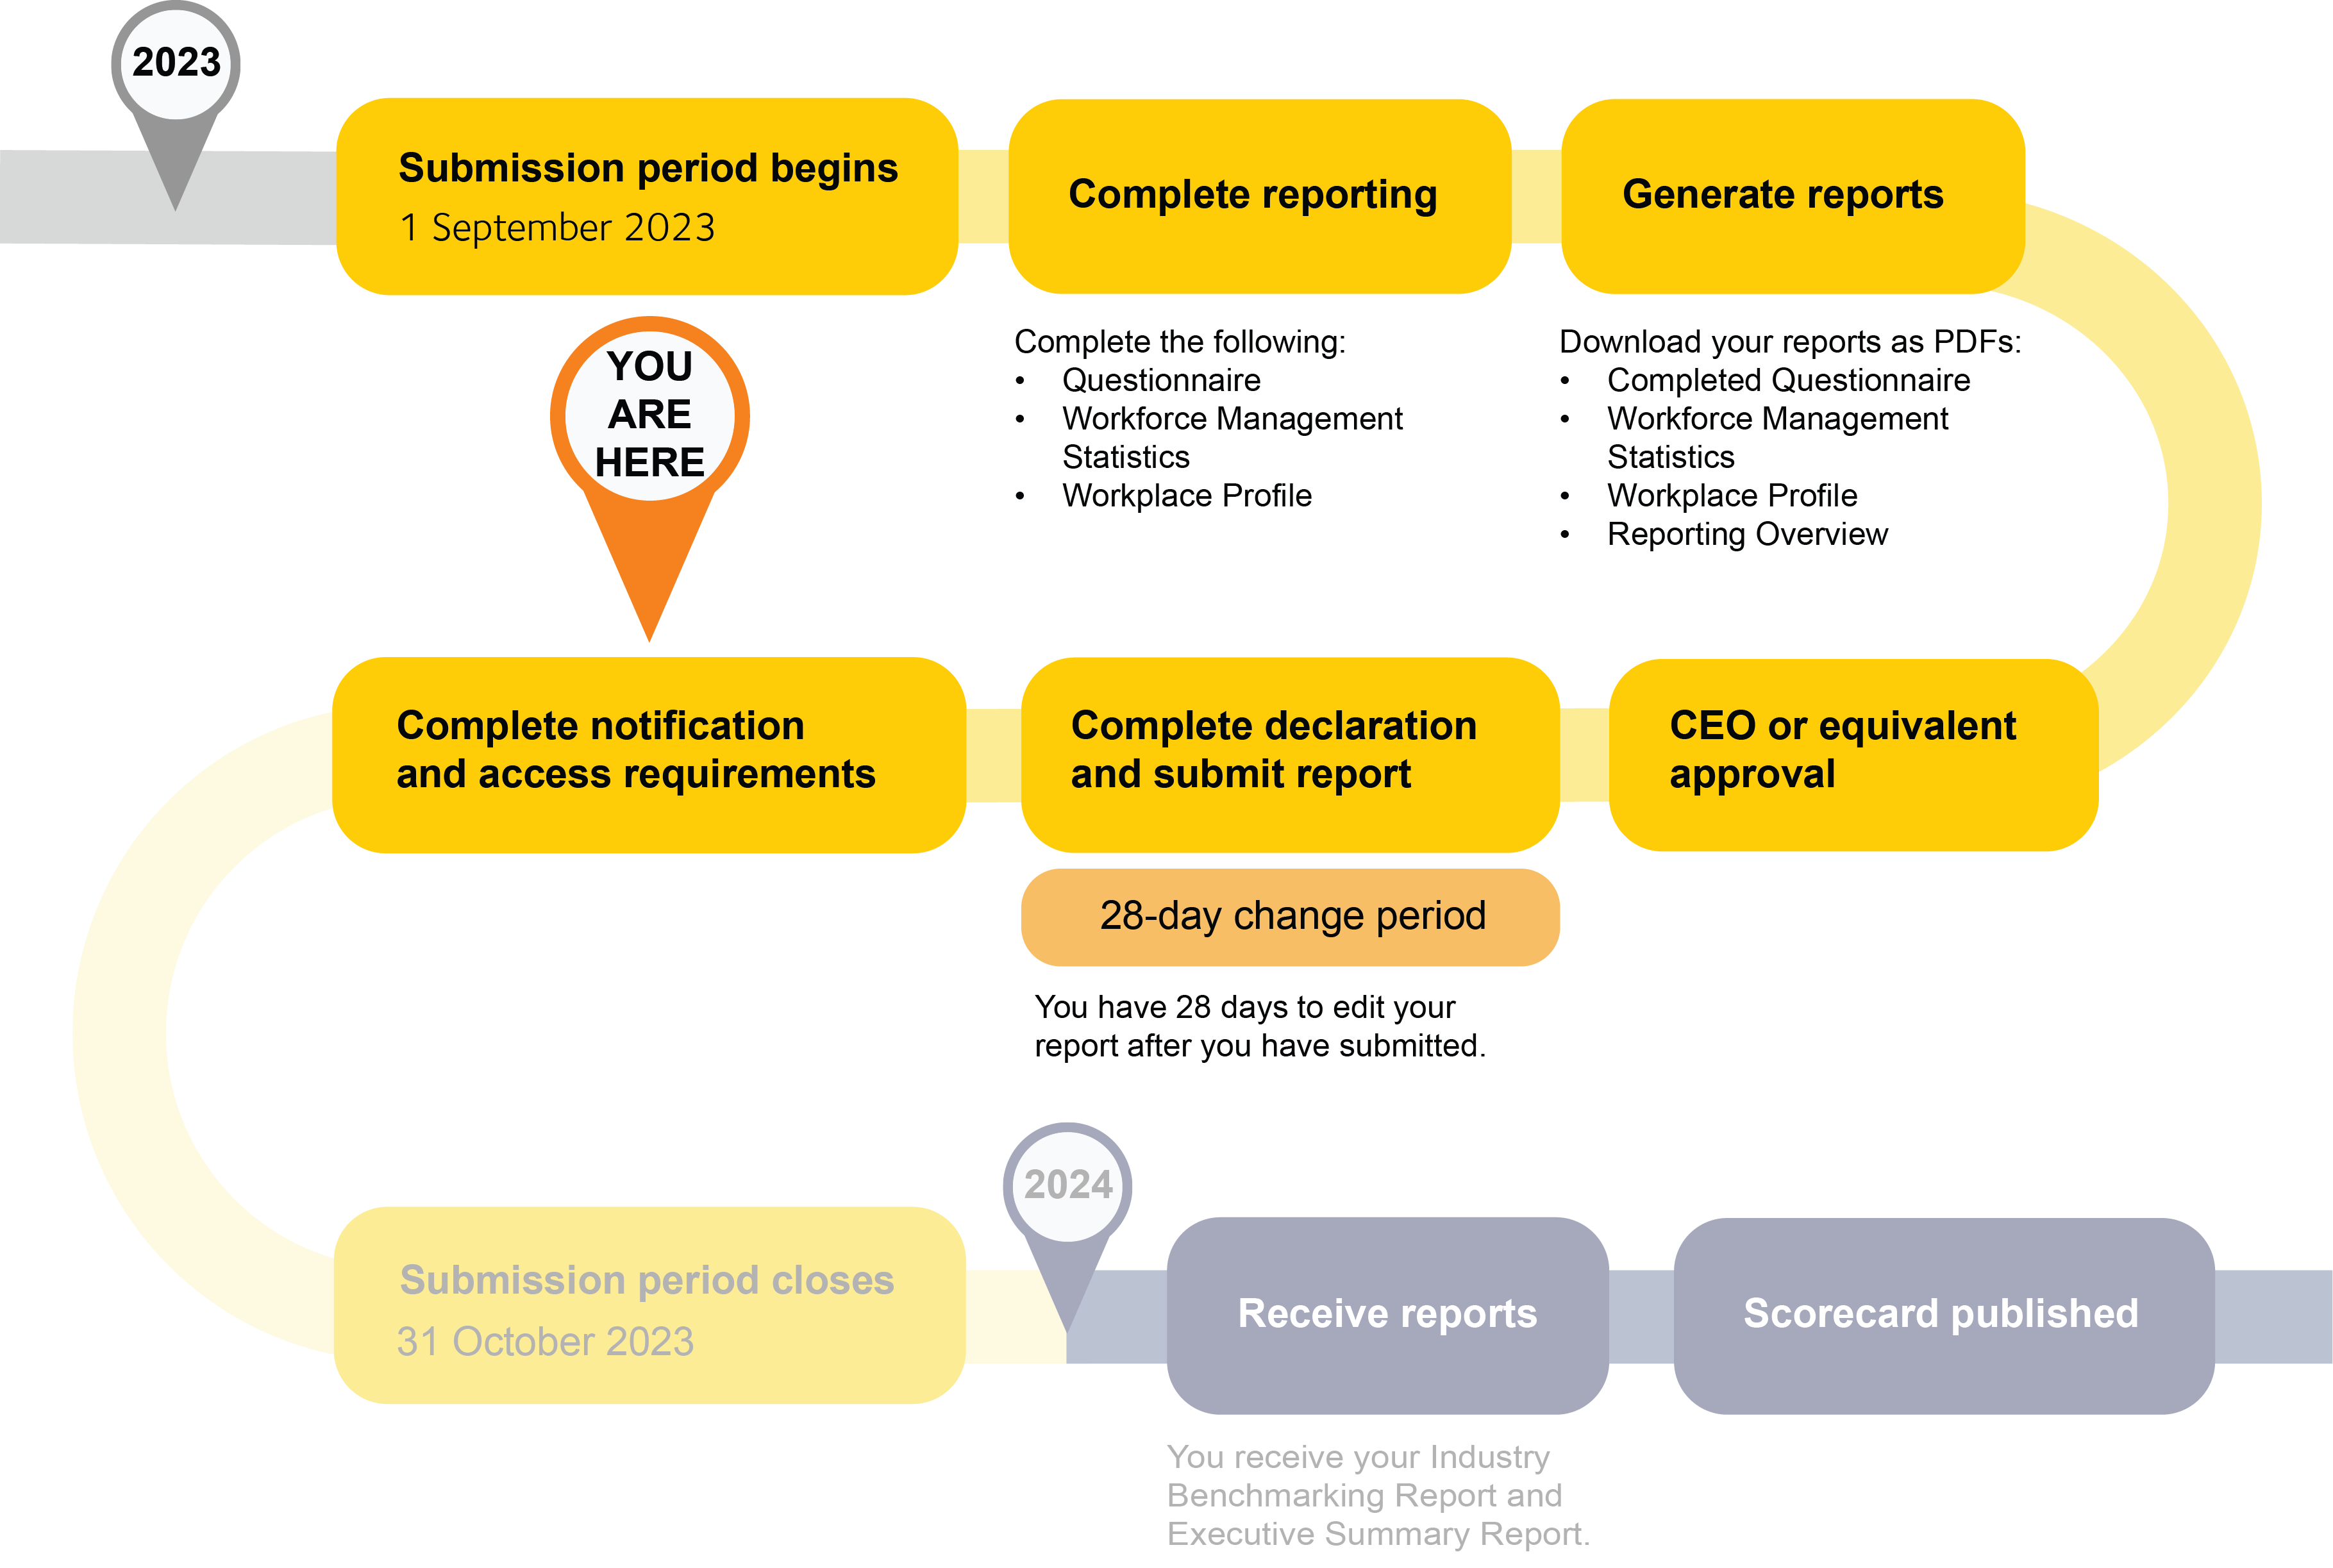 2023
Submission period begins
1 September 2023
Complete reporting
Generate reports
YOU
ARE
HERE
Complete the following:
• Questionnaire
• Workforce Management
Statistics
• Workplace Profile
Download your reports as PDFs:
• Completed Questionnaire
• Workforce Management
Statistics
• Workplace Profile
• Reporting Overview
Complete notification
and access requirements
Complete declaration
and submit report
CEO or equivalent
approval
28-day change period
You have 28 days to edit your
report after you have submitted.
Submission period closes
31 October 2023
2024
Receive reports
Scorecard published
You receive your Industry
Benchmarking Report and
Executive Summary Report.